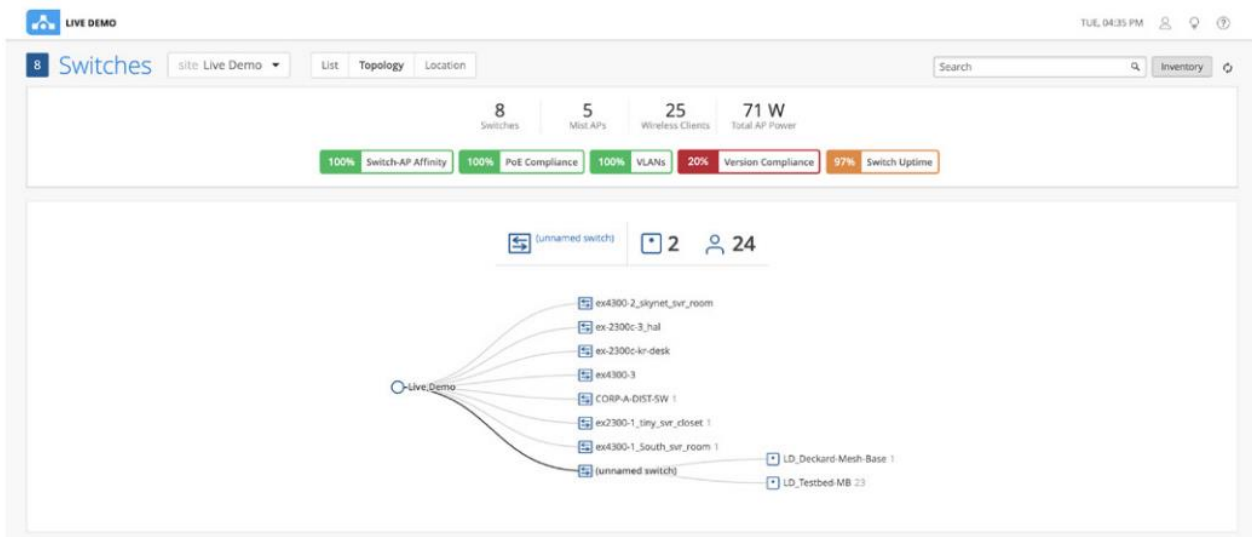 LIVE DEMO
TUE, 04:35 PM
8 Switches site Live Demo List Topology Location Search Inventory
8 5 25 71 W
Switches Mist APs Wireless Clients Total AP Power
100% Switch-AP Affinity 100% PoE Compliance 100% VLANs 20% Version Compliance 97% Switch Uptime
(unnamed switch) 2 24
ex4300-2_skynet_svr_room
ex-2300c-3_hal
ex-2300c-kr-desk
ex4300-3
Live Demo
CORP-A-DIST-SW 1
ex2300-1_tiny_svr_closet 1
ex4300-1_South_svr_room 1
LD_Deckard-Mesh-Base 1
(unnamed switch)
LD_Testbed-MB 23